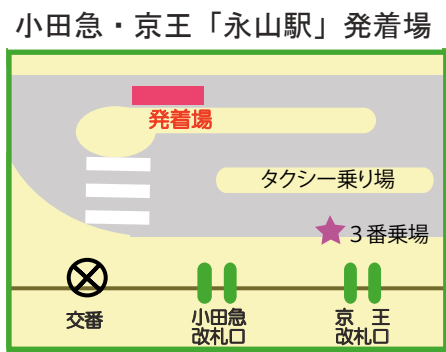 小田急・京王「永山駅」発着場
発着場
タクシー乗り場
３番乗場
交番
小田急
改札口
京　王
改札口